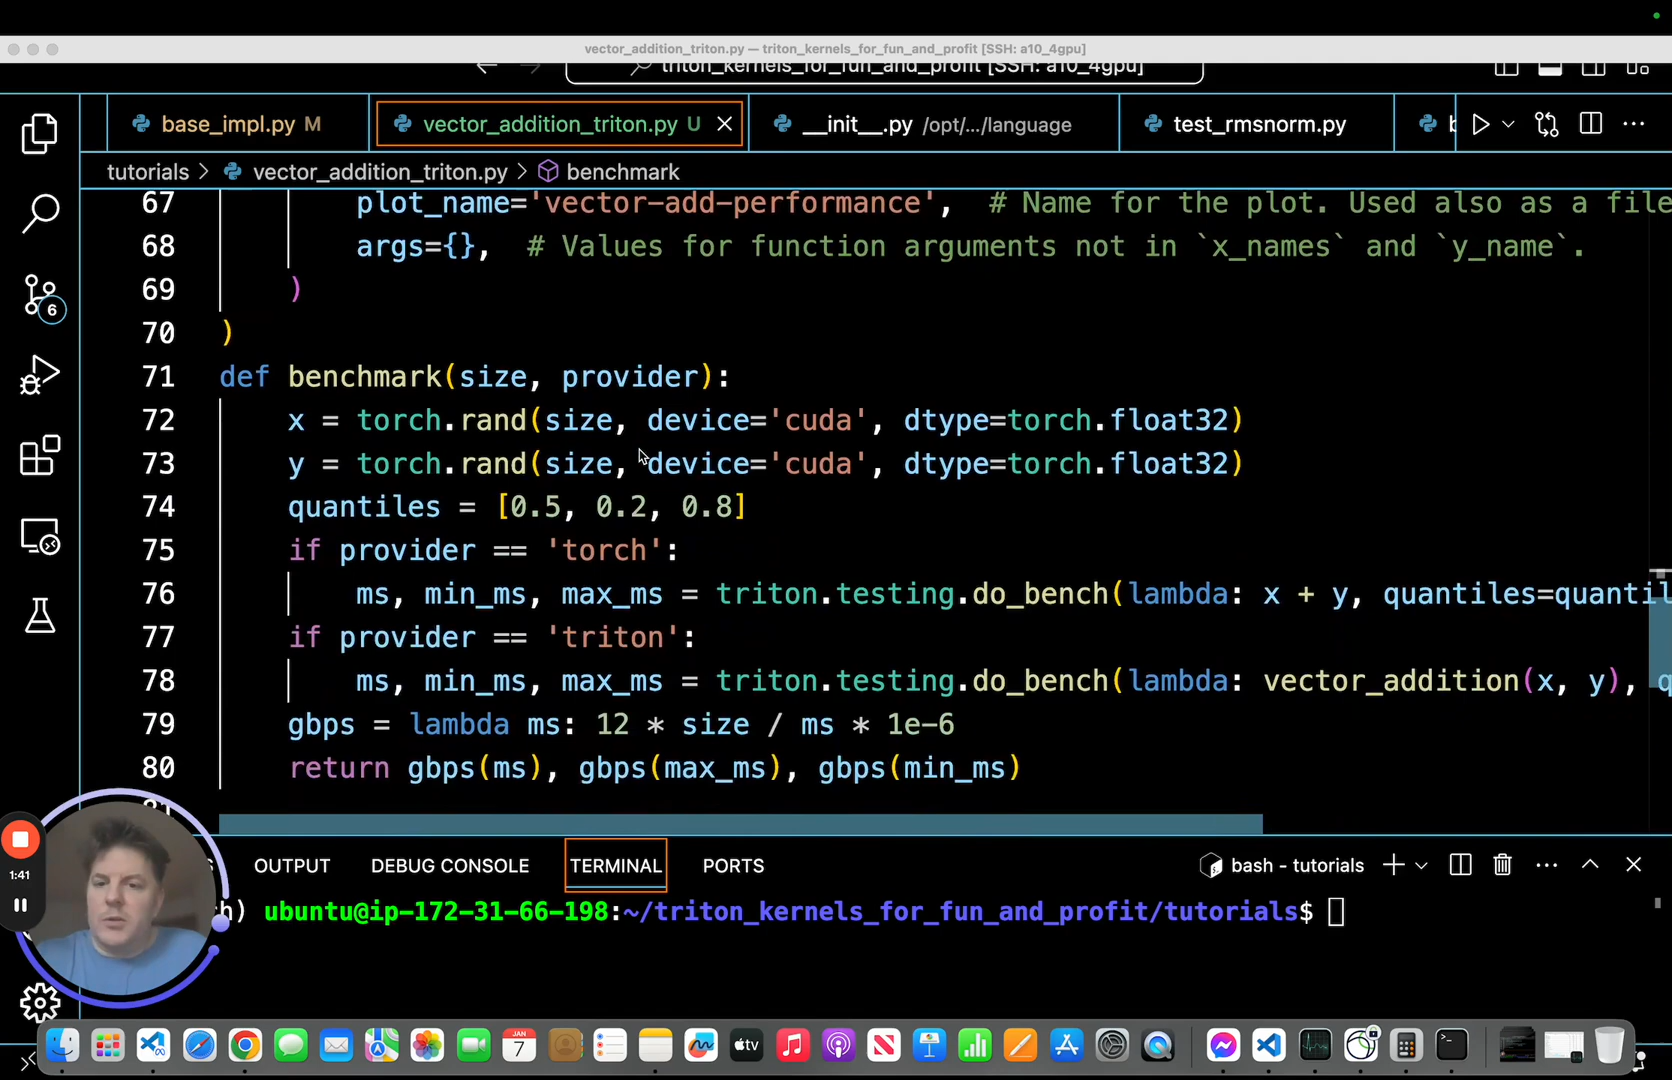 vector_addition_triton.py — triton_kernels_for_fun_and_profit [SSH: a10_4gpu]
triton_kernels_for_fun_and_profit [SSH: a10_4gpu]
base_impl.py M
vector_addition_triton.py U
__init__.py /opt/.../language
test_rmsnorm.py
tutorials > vector_addition_triton.py > benchmark
67 plot_name='vector-add-performance', # Name for the plot. Used also as a file
68 args={}, # Values for function arguments not in `x_names` and `y_name`.
69 )
70 )
71 def benchmark(size, provider):
72 x = torch.rand(size, device='cuda', dtype=torch.float32)
73 y = torch.rand(size, device='cuda', dtype=torch.float32)
74 quantiles = [0.5, 0.2, 0.8]
75 if provider == 'torch':
76 ms, min_ms, max_ms = triton.testing.do_bench(lambda: x + y, quantiles=quantil
77 if provider == 'triton':
78 ms, min_ms, max_ms = triton.testing.do_bench(lambda: vector_addition(x, y), q
79 gbps = lambda ms: 12 * size / ms * 1e-6
80 return gbps(ms), gbps(max_ms), gbps(min_ms)
6
1:41
OUTPUT DEBUG CONSOLE TERMINAL PORTS
bash - tutorials
h) ubuntu@ip-172-31-66-198:~/triton_kernels_for_fun_and_profit/tutorials$
JAN
7
tv